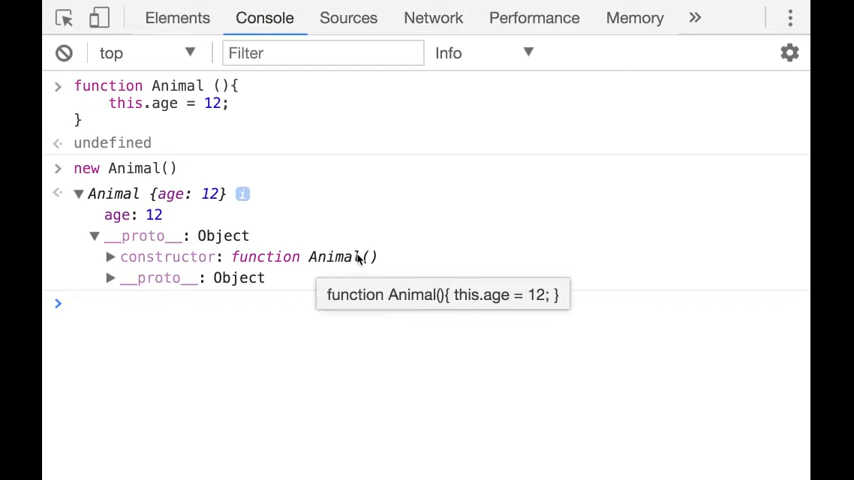 Elements Console Sources Network Performance Memory »
top Filter Info
> function Animal (){
this.age = 12;
}
undefined
> new Animal()
Animal {age: 12} i
age: 12
__proto__: Object
constructor: function Animal()
__proto__: Object
function Animal(){ this.age = 12; }
>